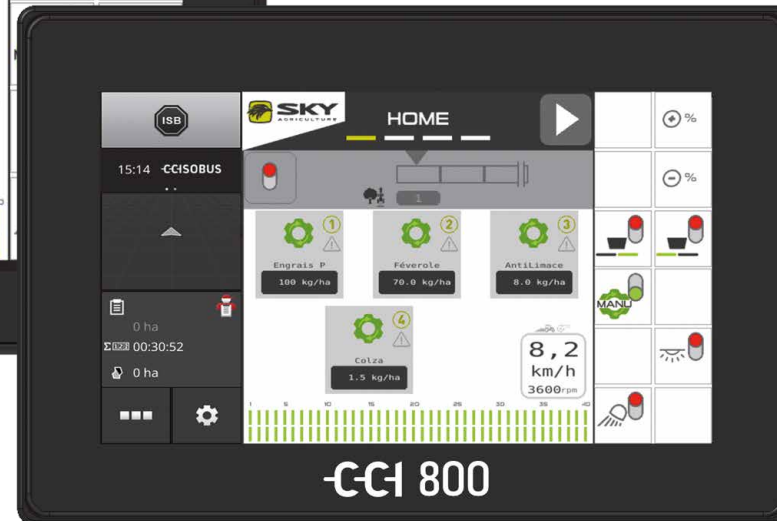 ISB
15:14 CCISOBUS
0 ha
Σ 123 00:30:52
0 ha
SKY
AGRICULTURE
HOME
1
1
Engrais P
100 kg/ha
2
Féverole
70.0 kg/ha
3
AntiLimace
8.0 kg/ha
4
Colza
1.5 kg/ha
8,2
km/h
3600rpm
1 5 10 15 20 25 30 35 40
%
%
MANU
CCI 800